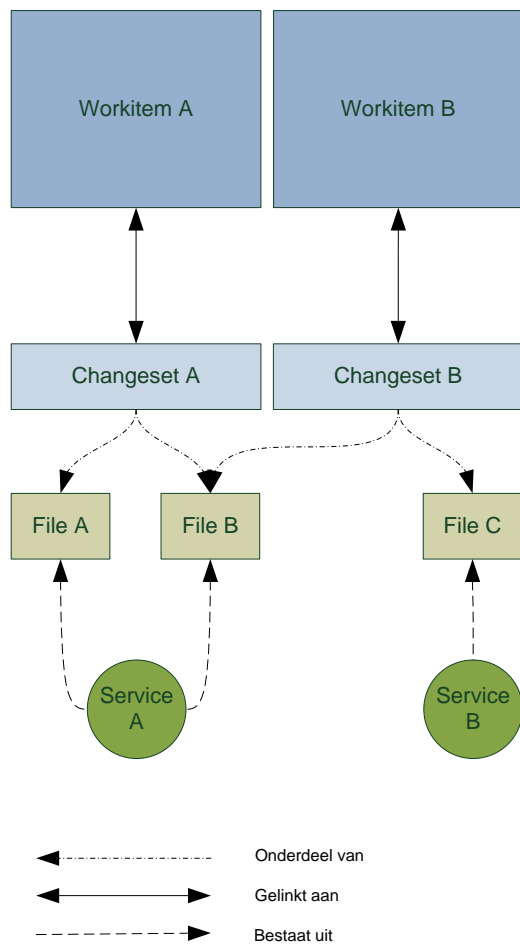 Workitem A
Workitem B
Changeset A
Changeset B
File A
File B
File C
Service
A
Service
B
Onderdeel van
Gelinkt aan
Bestaat uit